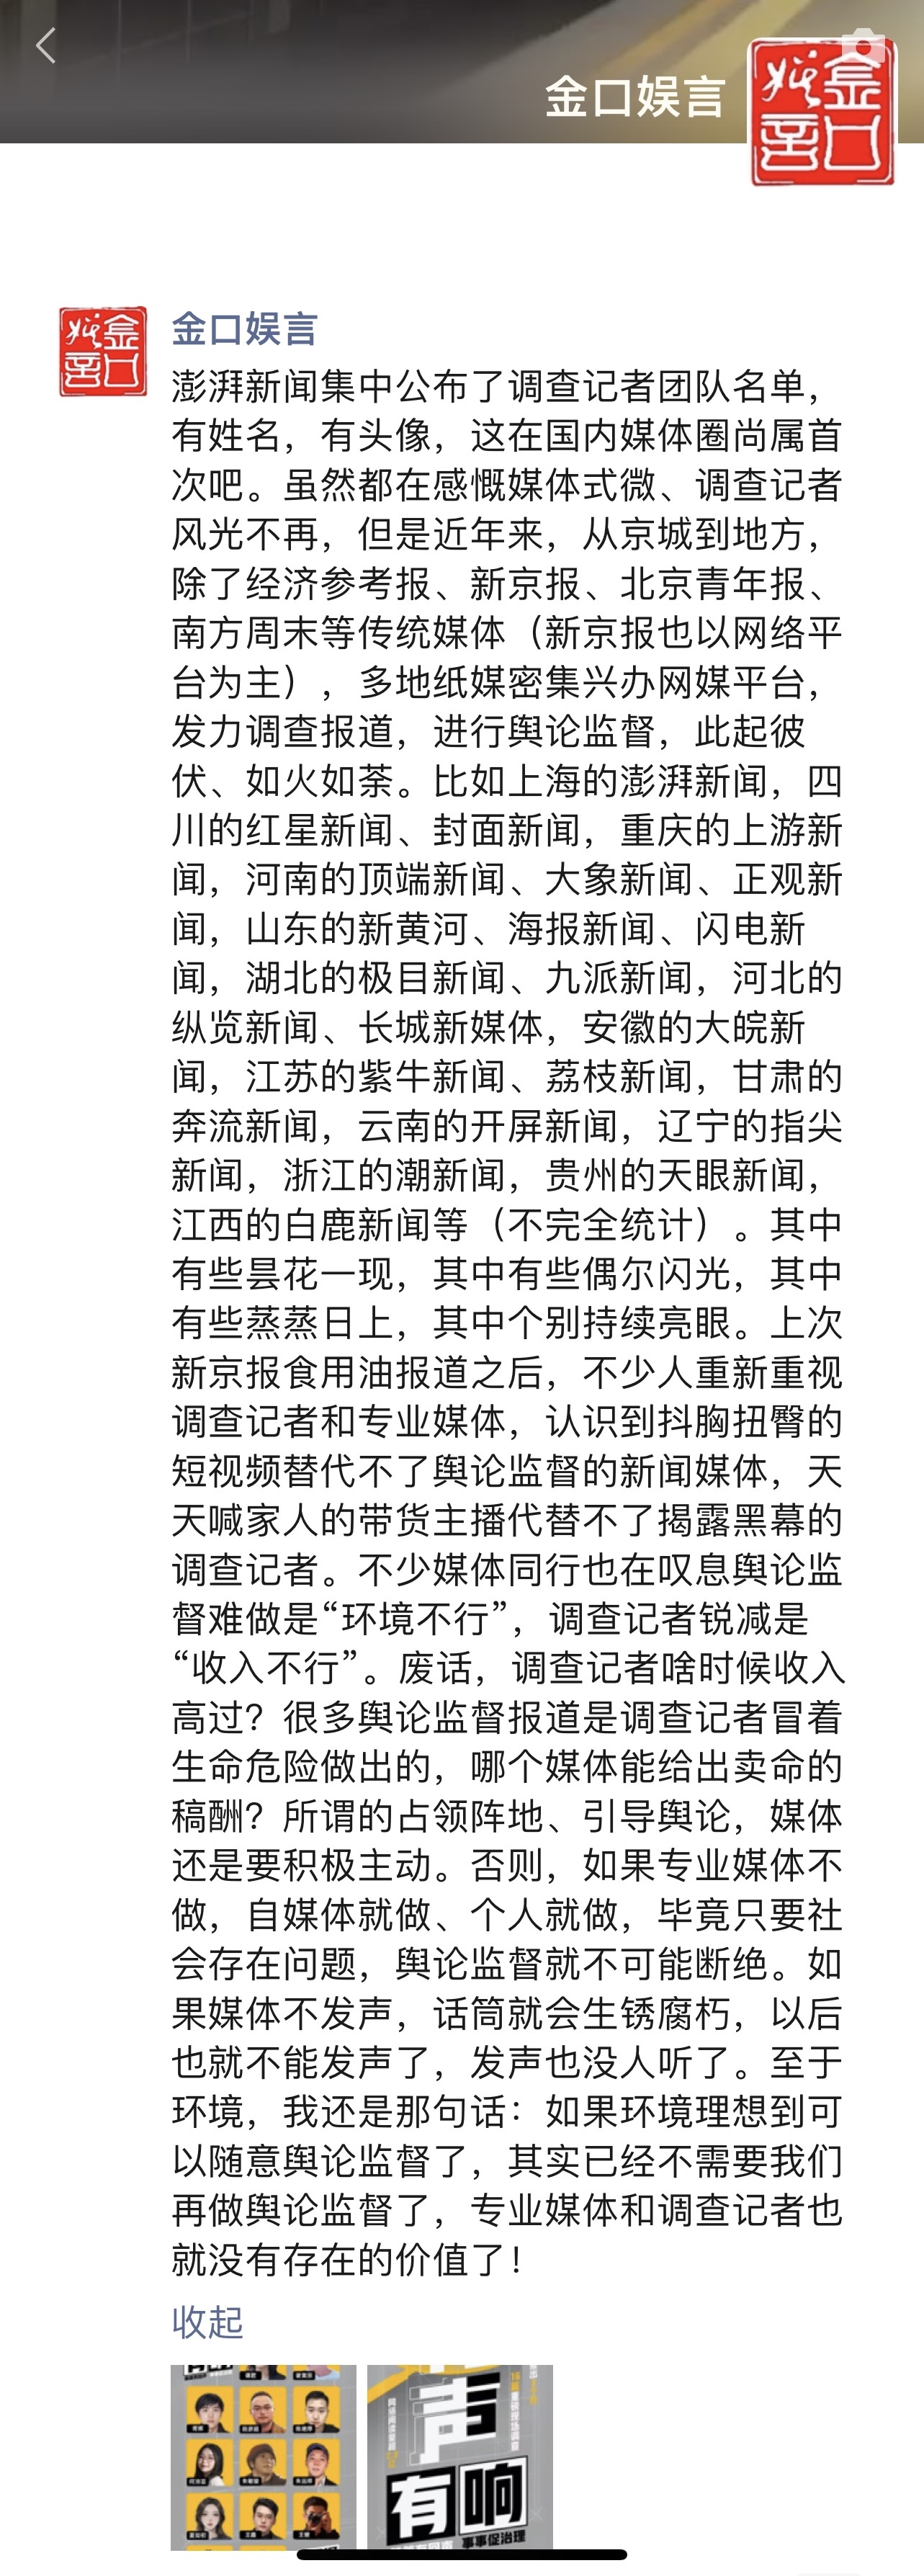 金口娱言
金口娱言
金口娱言
金口娱言
澎湃新闻集中公布了调查记者团队名单，
有姓名，有头像，这在国内媒体圈尚属首
次吧。虽然都在感慨媒体式微、调查记者
风光不再，但是近年来，从京城到地方，
除了经济参考报、新京报、北京青年报、
南方周末等传统媒体（新京报也以网络平
台为主），多地纸媒密集兴办网媒平台，
发力调查报道，进行舆论监督，此起彼
伏、如火如荼。比如上海的澎湃新闻，四
川的红星新闻、封面新闻，重庆的上游新
闻，河南的顶端新闻、大象新闻、正观新
闻，山东的新黄河、海报新闻、闪电新
闻，湖北的极目新闻、九派新闻，河北的
纵览新闻、长城新媒体，安徽的大皖新
闻，江苏的紫牛新闻、荔枝新闻，甘肃的
奔流新闻，云南的开屏新闻，辽宁的指尖
新闻，浙江的潮新闻，贵州的天眼新闻，
江西的白鹿新闻等（不完全统计）。其中
有些昙花一现，其中有些偶尔闪光，其中
有些蒸蒸日上，其中个别持续亮眼。上次
新京报食用油报道之后，不少人重新重视
调查记者和专业媒体，认识到抖胸扭臀的
短视频替代不了舆论监督的新闻媒体，天
天喊家人的带货主播代替不了揭露黑幕的
调查记者。不少媒体同行也在叹息舆论监
督难做是“环境不行”，调查记者锐减是
“收入不行”。废话，调查记者啥时候收入
高过？很多舆论监督报道是调查记者冒着
生命危险做出的，哪个媒体能给出卖命的
稿酬？所谓的占领阵地、引导舆论，媒体
还是要积极主动。否则，如果专业媒体不
做，自媒体就做、个人就做，毕竟只要社
会存在问题，舆论监督就不可能断绝。如
果媒体不发声，话筒就会生锈腐朽，以后
也就不能发声了，发声也没人听了。至于
环境，我还是那句话：如果环境理想到可
以随意舆论监督了，其实已经不需要我们
再做舆论监督了，专业媒体和调查记者也
就没有存在的价值了！
收起
声
有响
事事促治理